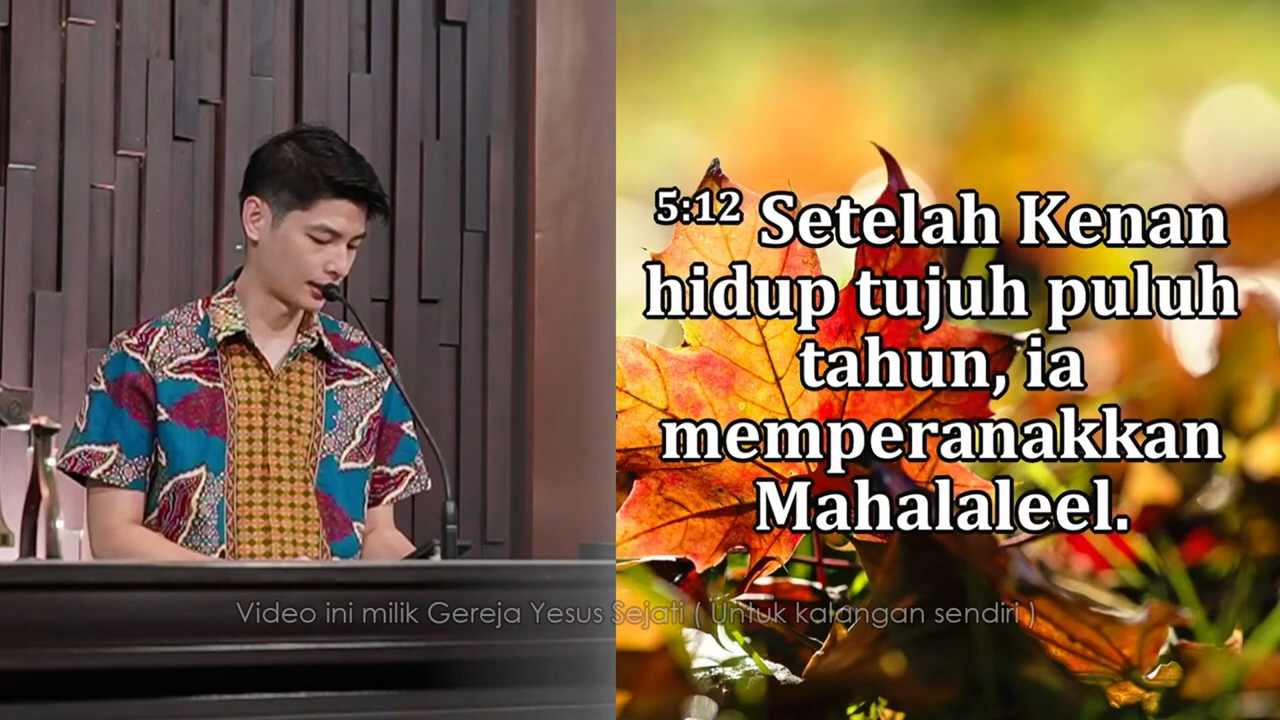 5:12 Setelah Kenan
hidup tujuh puluh
tahun, ia
memperanakkan
Mahalaleel.
Video ini milik Gereja Yesus Sejati ( Untuk kalangan sendiri )